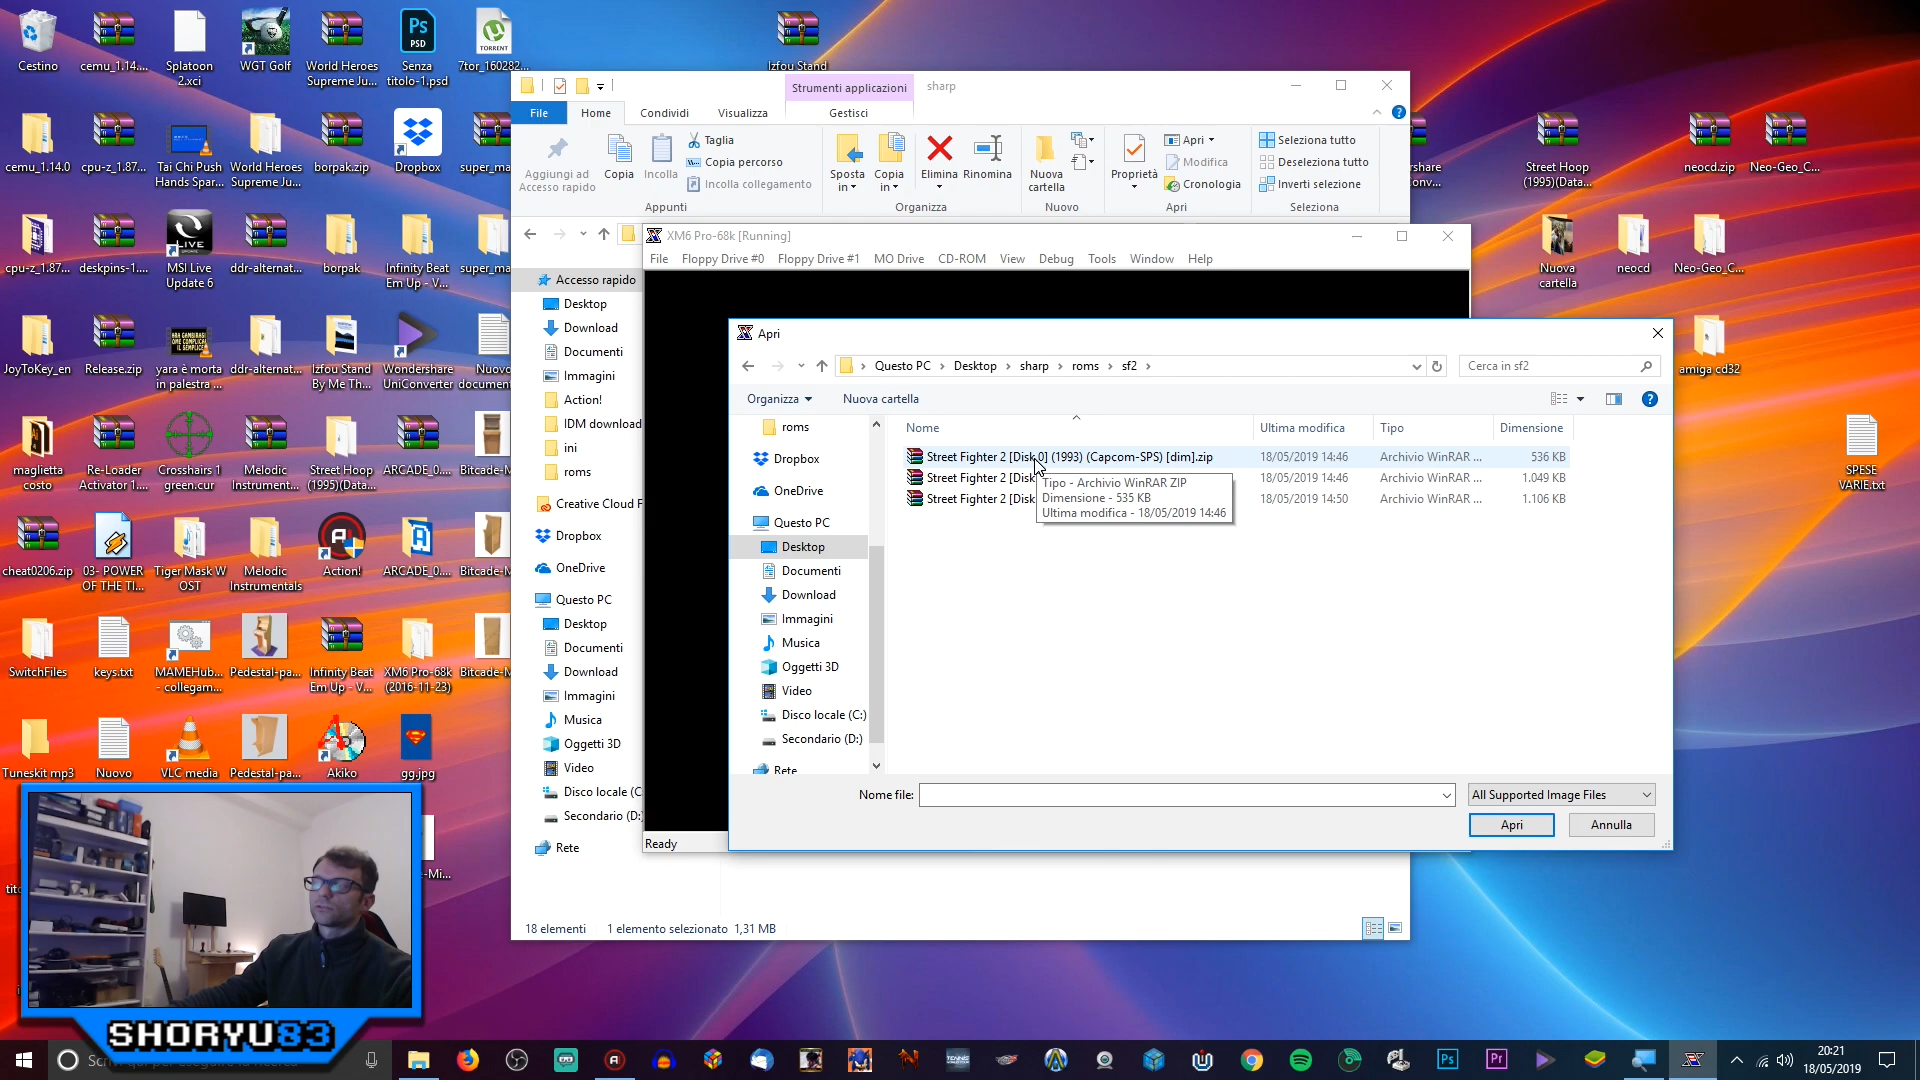 Cestino
cemu_1.14....
Splatoon 2.xci
WGT Golf
World Heroes Supreme Ju...
Senza titolo-1.psd
7tor_160282...
Izfou Stand
cemu_1.14.0
cpu-z_1.87...
Tai Chi Push Hands Spar...
World Heroes Supreme Ju...
borpak.zip
Dropbox
super_ma
Street Hoop (1995)(Data...
neocd.zip
Neo-Geo_C...
cpu-z_1.87...
deskpins-1....
MSI Live Update 6
ddr-alternat...
borpak
Infinity Beat Em Up - V...
super_ma
Nuova cartella
neocd
Neo-Geo_C...
JoyToKey_en
Release.zip
yara è morta in palestra ...
ddr-alternat...
Izfou Stand By Me Th...
Wondershare UniConverter
Nuovo document
amiga cd32
maglietta costo
Re-Loader Activator 1....
Crosshairs 1 green.cur
Melodic Instrument...
Street Hoop (1995)(Data...
ARCADE_0....
Bitcade-M
SPESE VARIE.txt
cheat0206.zip
03- POWER OF THE TI...
Tiger Mask W OST
Melodic Instrumentals
Action!
ARCADE_0....
Bitcade-M
SwitchFiles
keys.txt
MAMEHub... - collegam...
Pedestal-pa...
Infinity Beat Em Up - V...
XM6 Pro-68k (2016-11-23)
Bitcade-M
Tuneskit mp3
Nuovo
VLC media
Pedestal-pa...
Akiko
gg.jpg
Strumenti applicazioni
sharp
File Home Condividi Visualizza Gestisci
Aggiungi ad Accesso rapido
Copia
Incolla
Taglia
Copia percorso
Incolla collegamento
Appunti
Sposta in
Copia in
Elimina
Rinomina
Organizza
Nuova cartella
Nuovo
Proprietà
Apri
Modifica
Cronologia
Apri
Seleziona tutto
Deseleziona tutto
Inverti selezione
Seleziona
Accesso rapido
Desktop
Download
Documenti
Immagini
Action!
IDM download
ini
roms
Creative Cloud F
Dropbox
OneDrive
Questo PC
Desktop
Documenti
Download
Immagini
Musica
Oggetti 3D
Video
Disco locale (C
Secondario (D:)
Rete
18 elementi 1 elemento selezionato 1,31 MB
XM6 Pro-68k [Running]
File Floppy Drive #0 Floppy Drive #1 MO Drive CD-ROM View Debug Tools Window Help
Ready
Apri
Questo PC > Desktop > sharp > roms > sf2 >
Cerca in sf2
Organizza Nuova cartella
roms
Dropbox
OneDrive
Questo PC
Desktop
Documenti
Download
Immagini
Musica
Oggetti 3D
Video
Disco locale (C:)
Secondario (D:)
Rete
Nome Ultima modifica Tipo Dimensione
Street Fighter 2 [Disk 0] (1993) (Capcom-SPS) [dim].zip 18/05/2019 14:46 Archivio WinRAR ... 536 KB
Street Fighter 2 [Disk 18/05/2019 14:46 Archivio WinRAR ... 1.049 KB
Street Fighter 2 [Disk 18/05/2019 14:50 Archivio WinRAR ... 1.106 KB
Tipo - Archivio WinRAR ZIP
Dimensione - 535 KB
Ultima modifica - 18/05/2019 14:46
Nome file:
All Supported Image Files
Apri Annulla
SHORYU83
20:21
18/05/2019